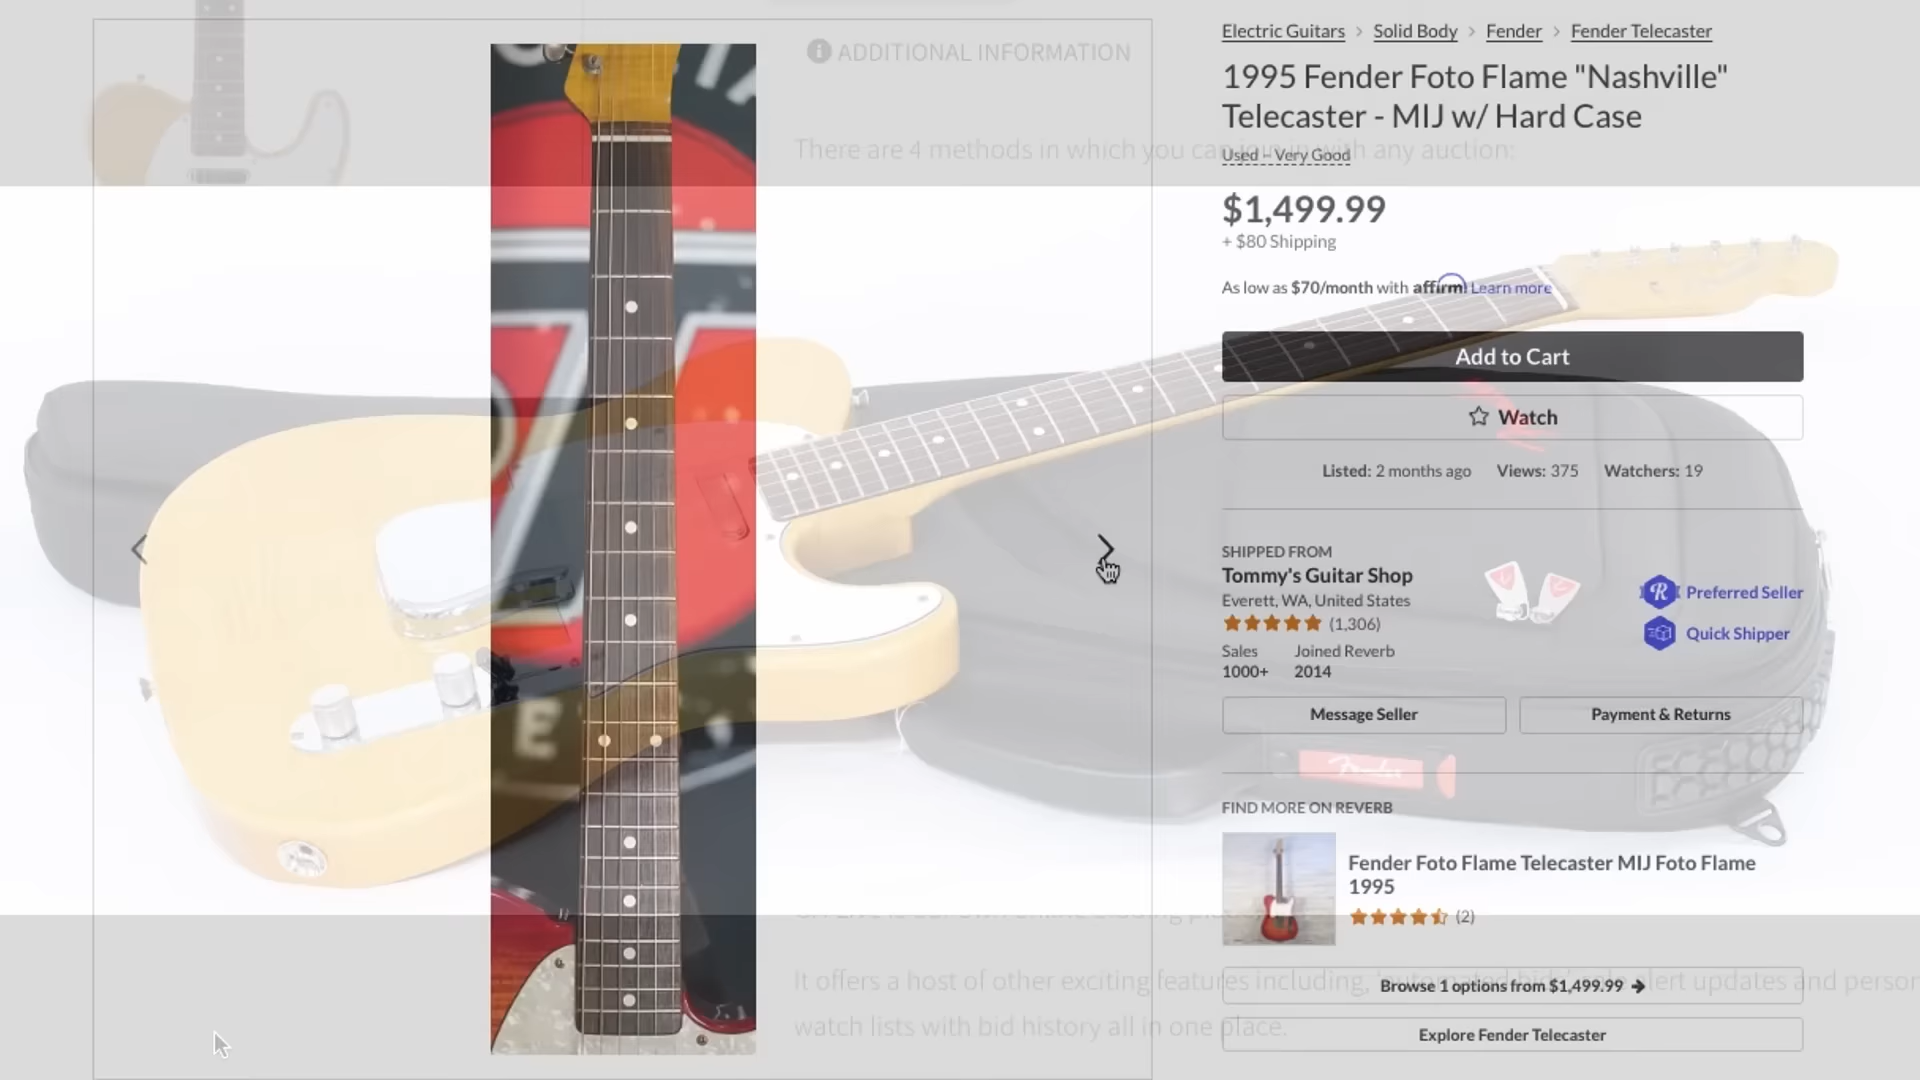 ADDITIONAL INFORMATION
There are 4 methods in which you can join in with any auction:
Electric Guitars > Solid Body > Fender > Fender Telecaster
1995 Fender Foto Flame "Nashville"
Telecaster - MIJ w/ Hard Case
Used – Very Good
$1,499.99
+ $80 Shipping
As low as $70/month with affirm. Learn more
Add to Cart
Watch
Listed: 2 months ago Views: 375 Watchers: 19
SHIPPED FROM
Tommy's Guitar Shop
Everett, WA, United States
(1,306)
Sales Joined Reverb
1000+ 2014
Preferred Seller
Quick Shipper
Message Seller
Payment & Returns
Fender
E
FIND MORE ON REVERB
Fender Foto Flame Telecaster MIJ Foto Flame
1995
(2)
It offers a host of other exciting features including, 'automated bids' alert updates and person
watch lists with bid history all in one place.
Browse 1 options from $1,499.99 →
Explore Fender Telecaster